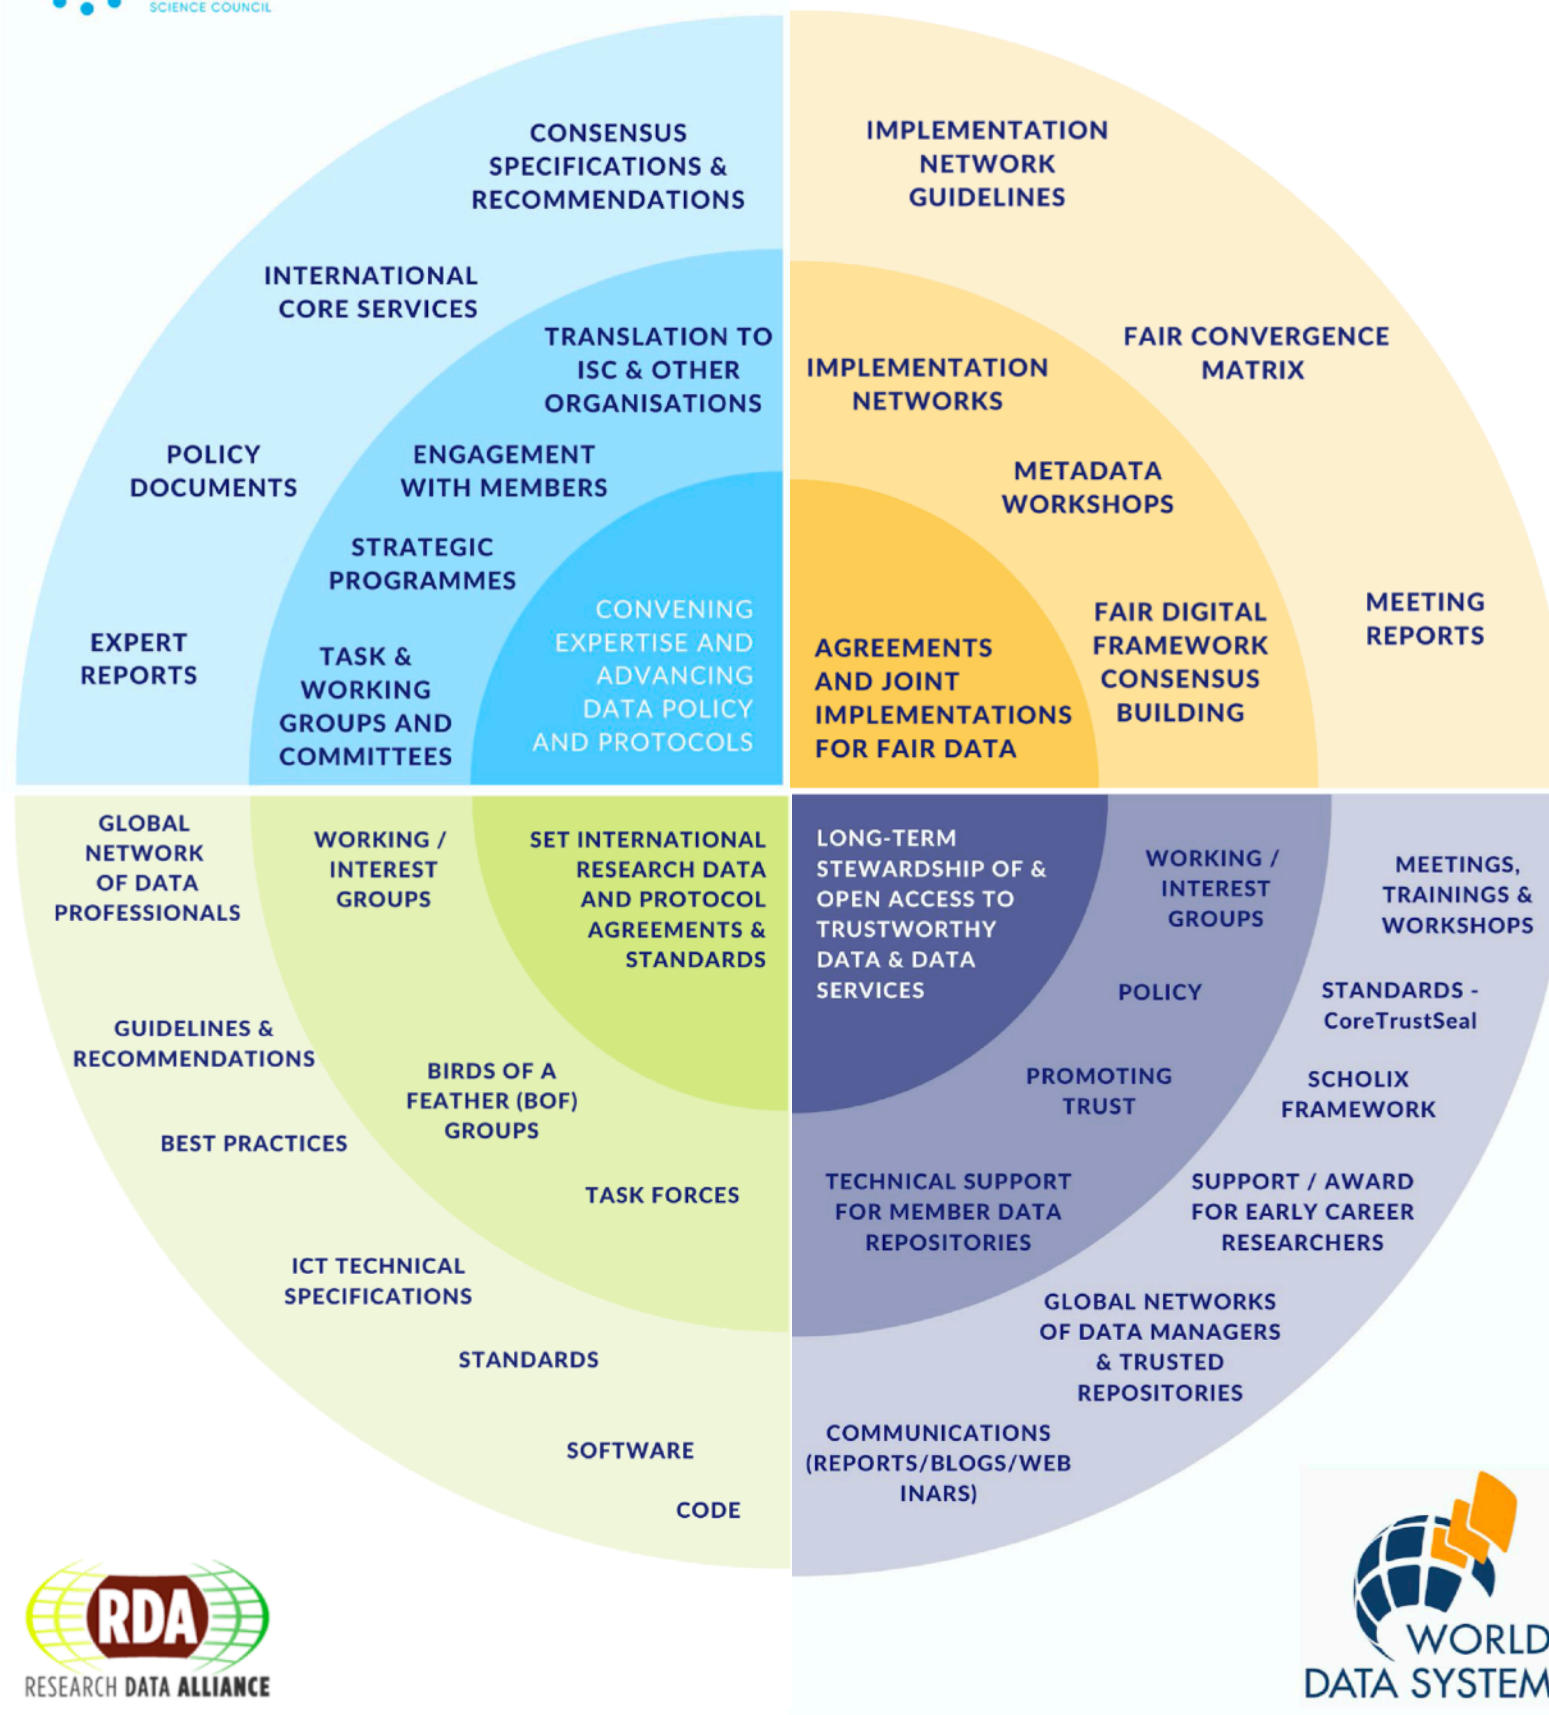 SCIENCE COUNCIL
CONSENSUS
SPECIFICATIONS &
RECOMMENDATIONS
INTERNATIONAL
CORE SERVICES
POLICY
DOCUMENTS
EXPERT
REPORTS
TRANSLATION TO
ISC & OTHER
ORGANISATIONS
ENGAGEMENT
WITH MEMBERS
STRATEGIC
PROGRAMMES
TASK &
WORKING
GROUPS AND
COMMITTEES
CONVENING
EXPERTISE AND
ADVANCING
DATA POLICY
AND PROTOCOLS
IMPLEMENTATION
NETWORK
GUIDELINES
FAIR CONVERGENCE
MATRIX
MEETING
REPORTS
IMPLEMENTATION
NETWORKS
METADATA
WORKSHOPS
FAIR DIGITAL
FRAMEWORK
CONSENSUS
BUILDING
AGREEMENTS
AND JOINT
IMPLEMENTATIONS
FOR FAIR DATA
GLOBAL
NETWORK
OF DATA
PROFESSIONALS
GUIDELINES &
RECOMMENDATIONS
BEST PRACTICES
ICT TECHNICAL
SPECIFICATIONS
STANDARDS
SOFTWARE
CODE
WORKING /
INTEREST
GROUPS
BIRDS OF A
FEATHER (BOF)
GROUPS
TASK FORCES
SET INTERNATIONAL
RESEARCH DATA
AND PROTOCOL
AGREEMENTS &
STANDARDS
LONG-TERM
STEWARDSHIP OF &
OPEN ACCESS TO
TRUSTWORTHY
DATA & DATA
SERVICES
WORKING /
INTEREST
GROUPS
POLICY
PROMOTING
TRUST
TECHNICAL SUPPORT
FOR MEMBER DATA
REPOSITORIES
MEETINGS,
TRAININGS &
WORKSHOPS
STANDARDS -
CoreTrustSeal
SCHOLIX
FRAMEWORK
SUPPORT / AWARD
FOR EARLY CAREER
RESEARCHERS
GLOBAL NETWORKS
OF DATA MANAGERS
& TRUSTED
REPOSITORIES
COMMUNICATIONS
(REPORTS/BLOGS/WEB
INARS)
RDA
RESEARCH DATA ALLIANCE
WORLD
DATA SYSTEM